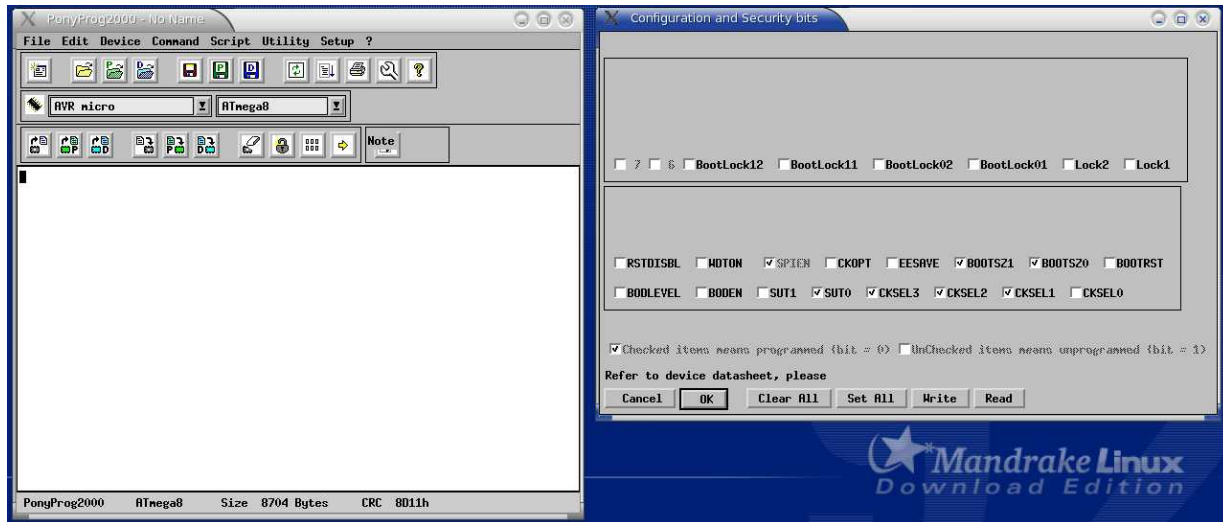 PonyProg2000 - No Name
File Edit Device Command Script Utility Setup ?
AVR micro ATmega8
Note
PonyProg2000 ATmega8 Size 8704 Bytes CRC 8D11h
Configuration and Security bits
7 6 BootLock12 BootLock11 BootLock02 BootLock01 Lock2 Lock1
RSTDISBL WDTON SPIEN CKOPT EESAVE BOOTSZ1 BOOTSZ0 BOOTRST
BODLEVEL BODEN SUT1 SUT0 CKSEL3 CKSEL2 CKSEL1 CKSEL0
Checked items means programmed (bit = 0) UnChecked items means unprogrammed (bit = 1)
Refer to device datasheet, please
Cancel OK Clear All Set All Write Read
Mandrake Linux
Download Edition